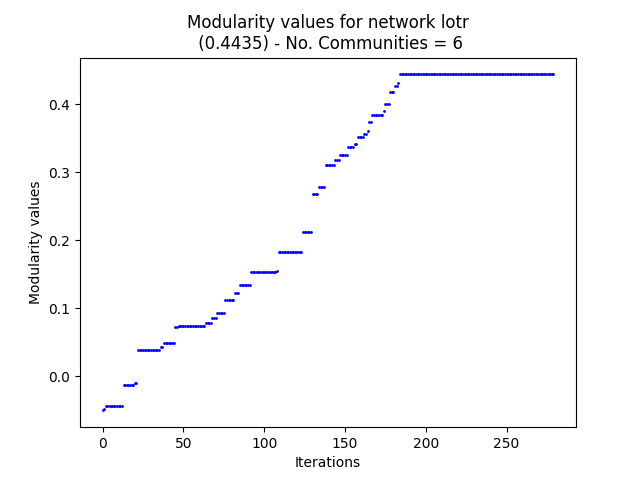 Modularity values for network lotr
(0.4435) - No. Communities = 6
Modularity values
0.4
0.3
0.2
0.1
0.0
0
50
100
150
200
250
Iterations